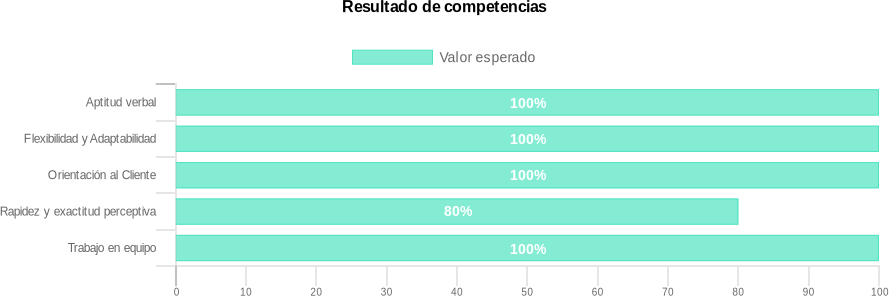 Resultado de competencias
Valor esperado
Aptitud verbal
100%
Flexibilidad y Adaptabilidad
100%
Orientación al Cliente
100%
Rapidez y exactitud perceptiva
80%
Trabajo en equipo
100%
0 10 20 30 40 50 60 70 80 90 100